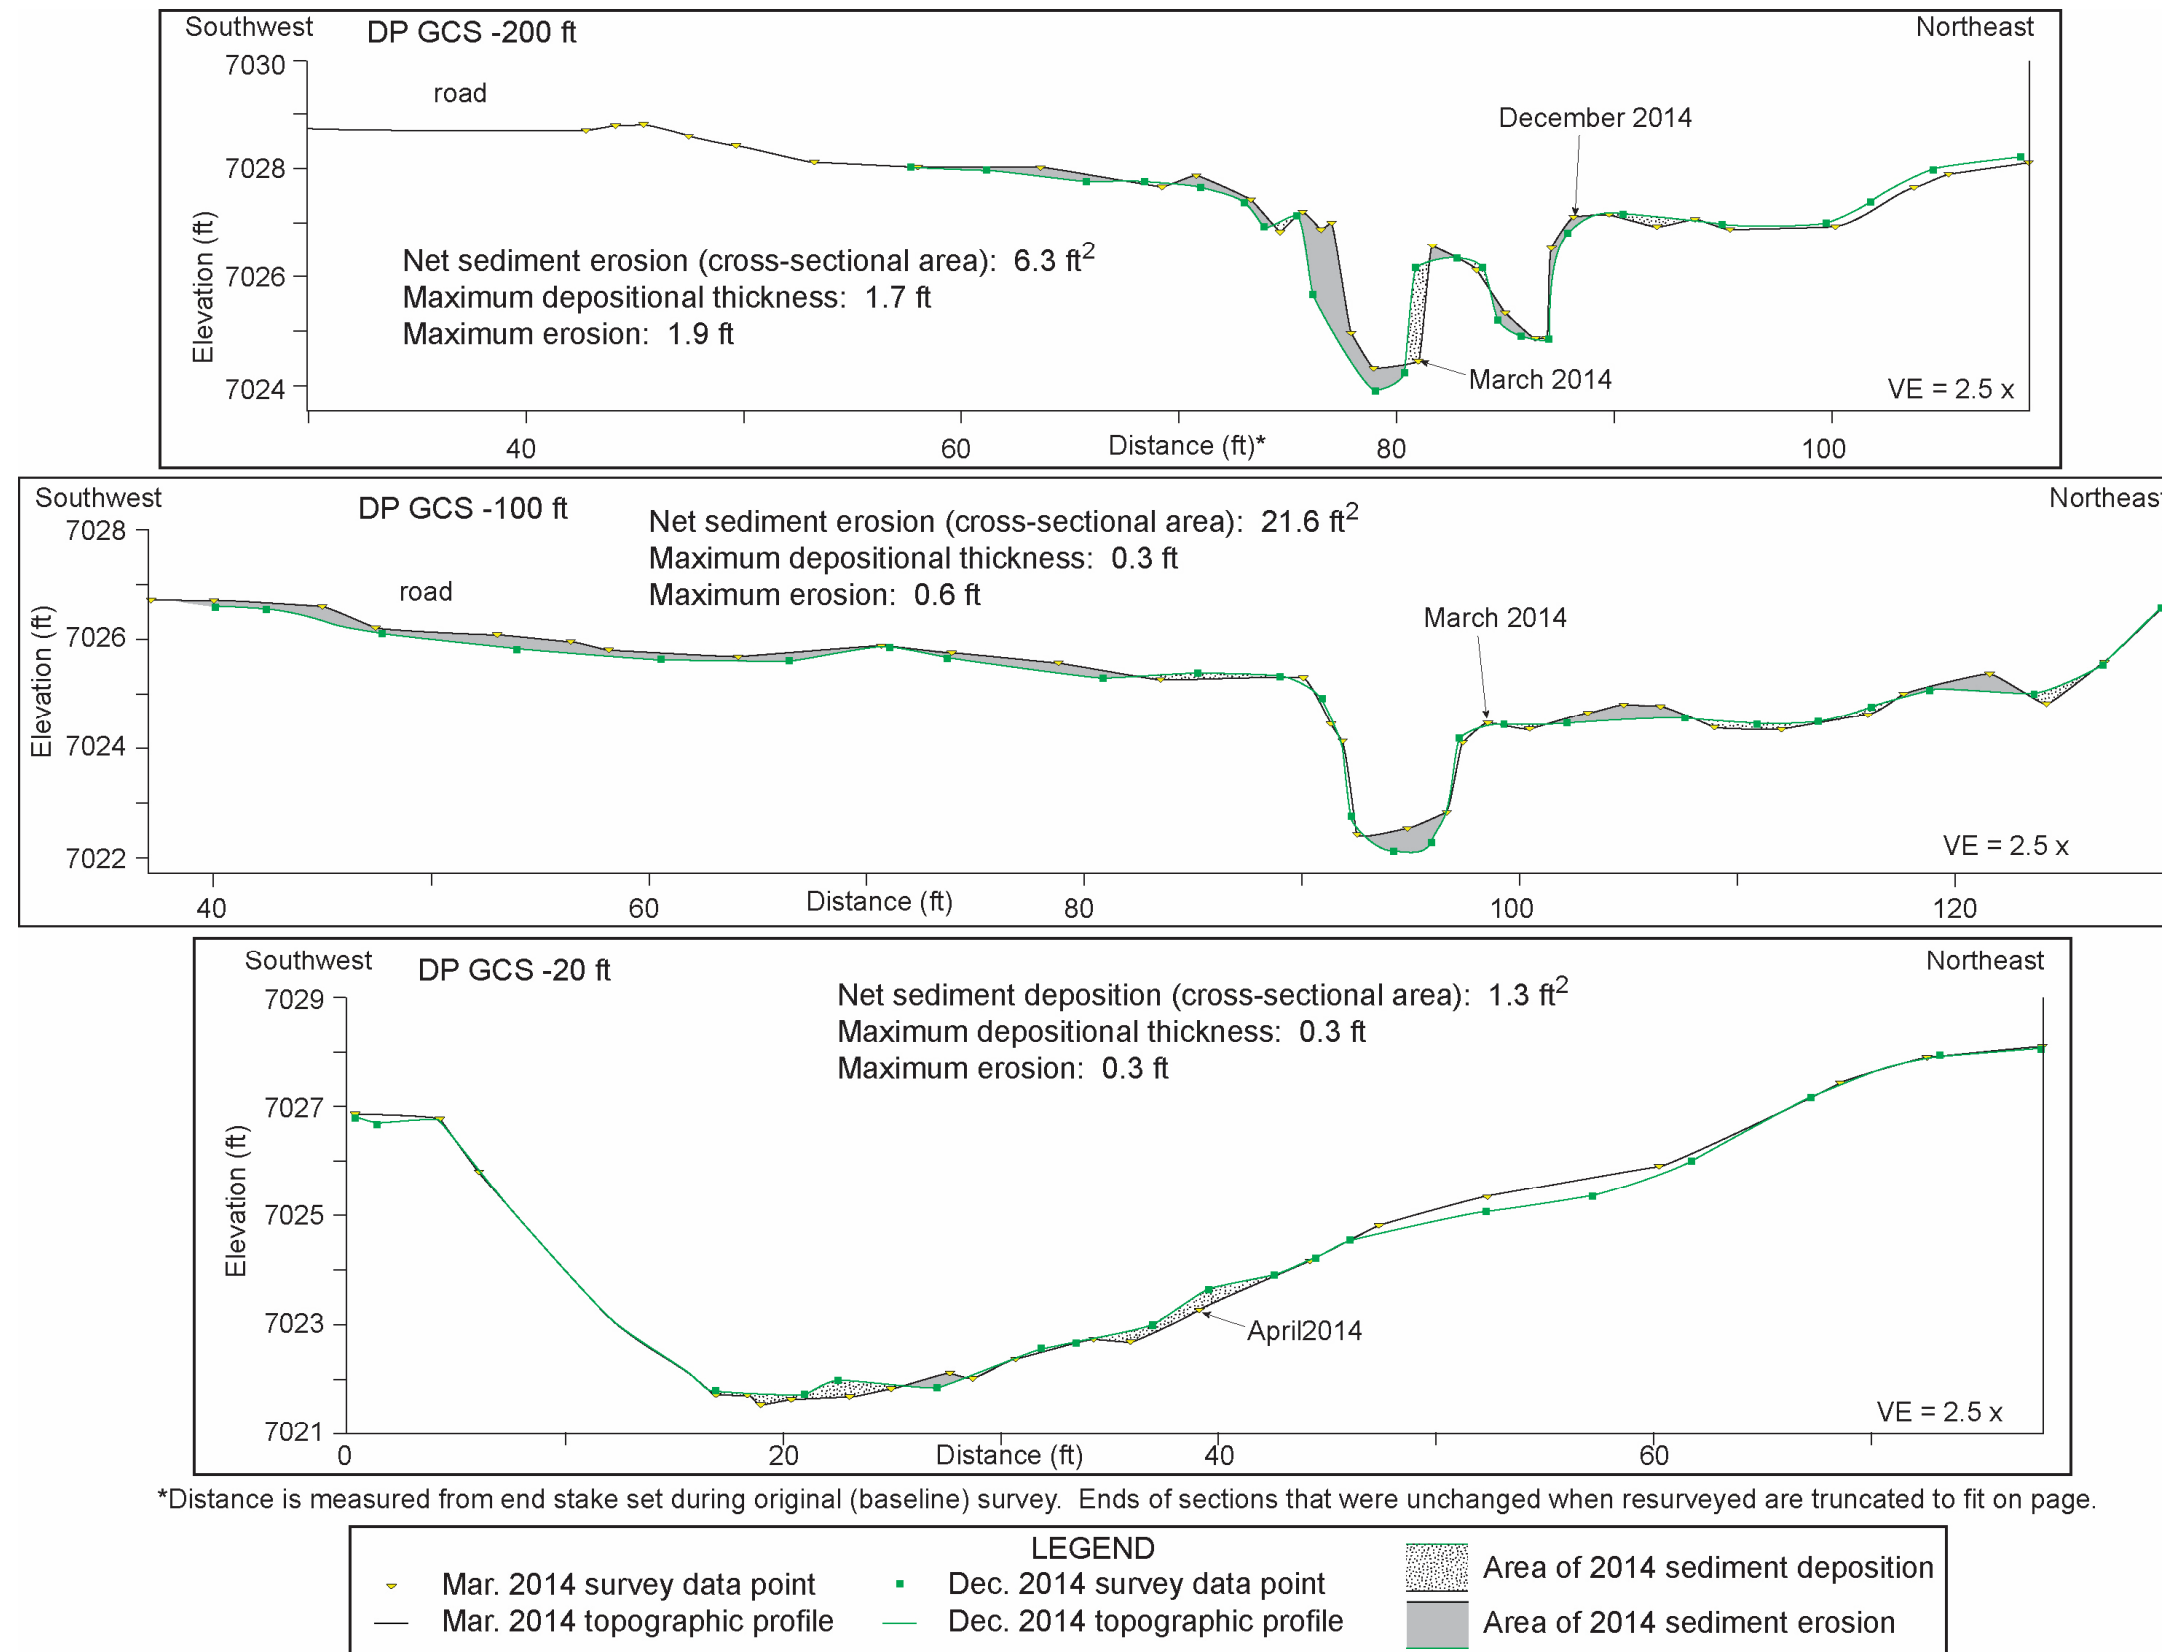 Southwest
DP GCS -200 ft
Northeast
7030
road
December 2014
7028
Elevation (ft)
Net sediment erosion (cross-sectional area): 6.3 ft2
7026
Maximum depositional thickness: 1.7 ft
Maximum erosion: 1.9 ft
March 2014
7024
VE = 2.5 x
40
60
Distance (ft)*
80
100
Southwest
DP GCS -100 ft
Northeast
Net sediment erosion (cross-sectional area): 21.6 ft2
7028
Maximum depositional thickness: 0.3 ft
road
Maximum erosion: 0.6 ft
March 2014
7026
Elevation (ft)
7024
7022
VE = 2.5 x
40
60
Distance (ft)
80
100
120
Southwest
DP GCS -20 ft
Northeast
Net sediment deposition (cross-sectional area): 1.3 ft2
7029
Maximum depositional thickness: 0.3 ft
Maximum erosion: 0.3 ft
7027
Elevation (ft)
7025
7023
April2014
VE = 2.5 x
7021
0
20
Distance (ft)
40
60
*Distance is measured from end stake set during original (baseline) survey. Ends of sections that were unchanged when resurveyed are truncated to fit on page.
LEGEND
Mar. 2014 survey data point
Dec. 2014 survey data point
Area of 2014 sediment deposition
Mar. 2014 topographic profile
Dec. 2014 topographic profile
Area of 2014 sediment erosion